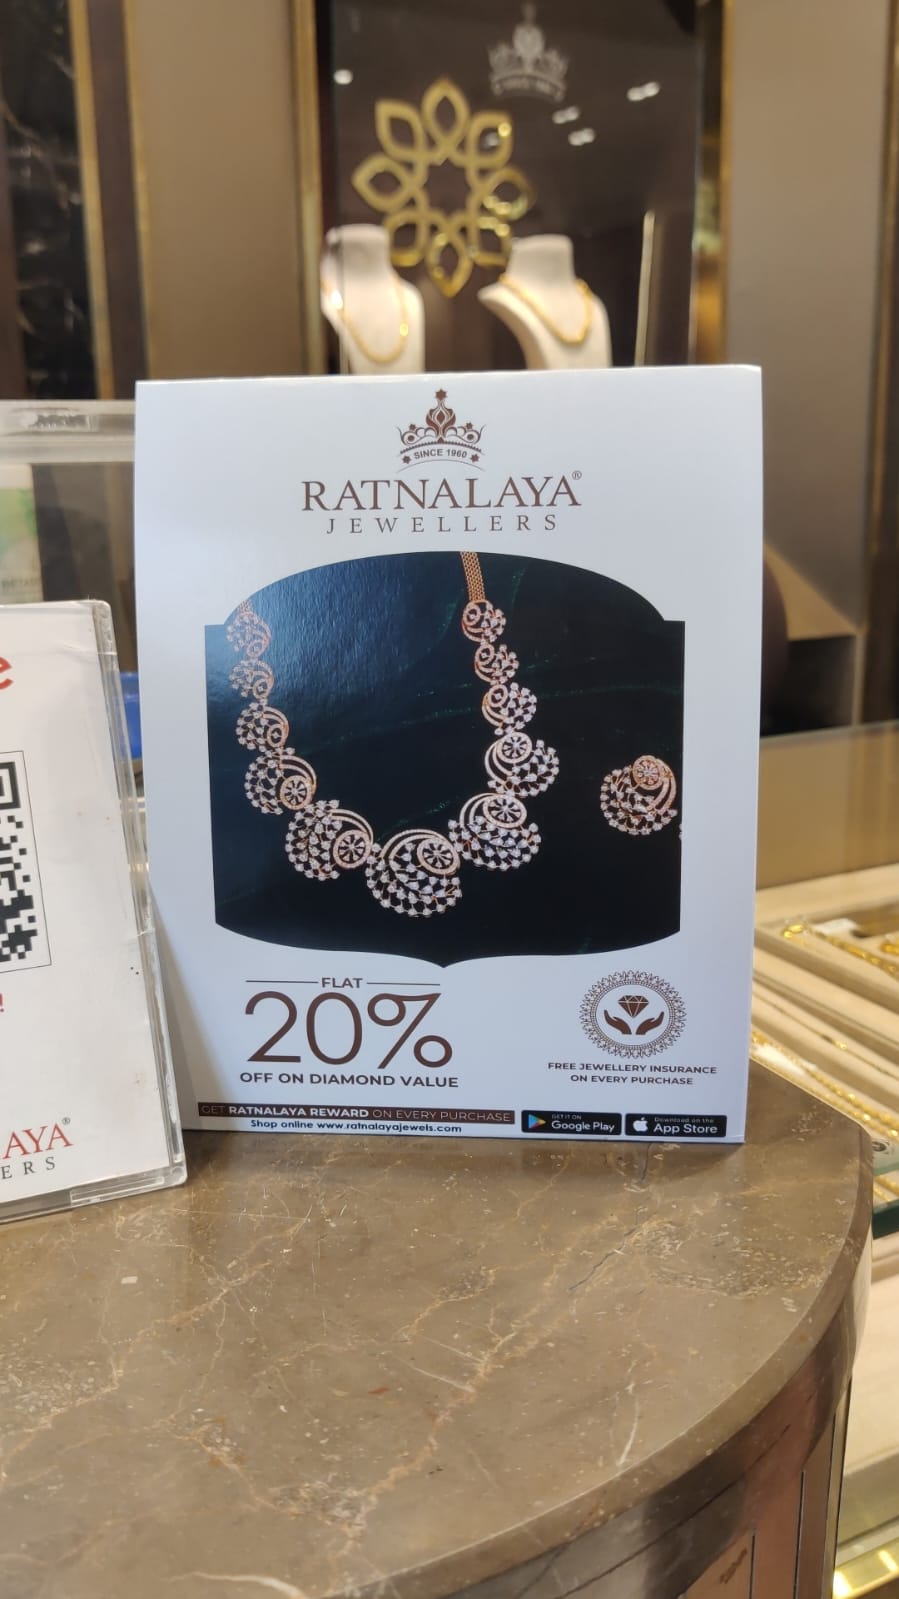 SINCE 1960
RATNALAYA®
JEWELLERS
FLAT
20%
OFF ON DIAMOND VALUE
FREE JEWELLERY INSURANCE
ON EVERY PURCHASE
GET RATNALAYA REWARD ON EVERY PURCHASE
Shop online www.ratnalayajewels.com
GET IT ON
Google Play
Download on the
App Store
e
!
AYA®
ERS